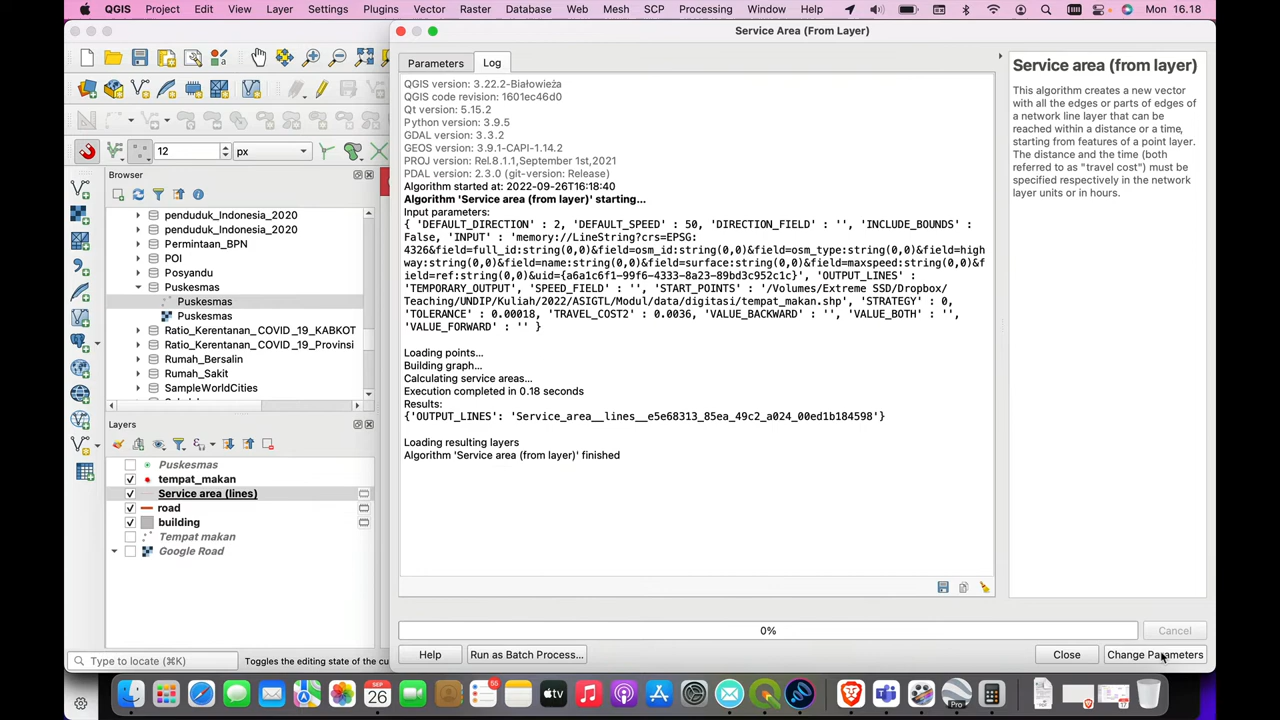 QGIS Project Edit View Layer Settings Plugins Vector Raster Database Web Mesh SCP Processing Window Help Mon 16.18
Service Area (From Layer)
Parameters Log
QGIS version: 3.22.2-Białowieża
QGIS code revision: 1601ec46d0
Qt version: 5.15.2
Python version: 3.9.5
GDAL version: 3.3.2
GEOS version: 3.9.1-CAPI-1.14.2
PROJ version: Rel.8.1.1,September 1st,2021
PDAL version: 2.3.0 (git-version: Release)
Algorithm started at: 2022-09-26T16:18:40
Algorithm 'Service area (from layer)' starting...
Input parameters:
{ 'DEFAULT_DIRECTION' : 2, 'DEFAULT_SPEED' : 50, 'DIRECTION_FIELD' : '', 'INCLUDE_BOUNDS' :
False, 'INPUT' : 'memory://LineString?crs=EPSG:
4326&field=full_id:string(0,0)&field=osm_id:string(0,0)&field=osm_type:string(0,0)&field=high
way:string(0,0)&field=name:string(0,0)&field=surface:string(0,0)&field=maxspeed:string(0,0)&f
ield=ref:string(0,0)&uid={a6a1c6f1-99f6-4333-8a23-89bd3c952c1c}', 'OUTPUT_LINES' :
'TEMPORARY_OUTPUT', 'SPEED_FIELD' : '', 'START_POINTS' : '/Volumes/Extreme SSD/Dropbox/
Teaching/UNDIP/Kuliah/2022/ASIGTL/Modul/data/digitasi/tempat_makan.shp', 'STRATEGY' : 0,
'TOLERANCE' : 0.00018, 'TRAVEL_COST2' : 0.0036, 'VALUE_BACKWARD' : '', 'VALUE_BOTH' : '',
'VALUE_FORWARD' : '' }
Loading points...
Building graph...
Calculating service areas...
Execution completed in 0.18 seconds
Results:
{'OUTPUT_LINES': 'Service_area__lines__e5e68313_85ea_49c2_a024_00ed1b184598'}
Loading resulting layers
Algorithm 'Service area (from layer)' finished
Service area (from layer)
This algorithm creates a new vector
with all the edges or parts of edges of
a network line layer that can be
reached within a distance or a time,
starting from features of a point layer.
The distance and the time (both
referred to as "travel cost") must be
specified respectively in the network
layer units or in hours.
12 px
Browser
penduduk_Indonesia_2020
penduduk_Indonesia_2020
Permintaan_BPN
POI
Posyandu
Puskesmas
Puskesmas
Puskesmas
Ratio_Kerentanan_COVID_19_KABKOT
Ratio_Kerentanan_COVID_19_Provinsi
Rumah_Bersalin
Rumah_Sakit
SampleWorldCities
Layers
Puskesmas
tempat_makan
Service area (lines)
road
building
Tempat makan
Google Road
0% Cancel
Help Run as Batch Process... Close Change Parameters
Type to locate (⌘K) Toggles the editing state of the cu
SEP
26
55
Pro
17